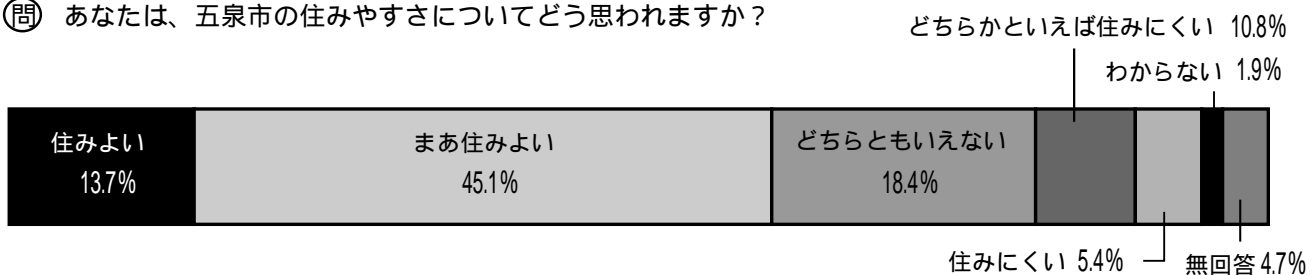 問 あなたは、五泉市の住みやすさについてどう思われますか？
どちらかといえば住みにくい 10.8%
わからない 1.9%
住みよい
13.7%
まあ住みよい
45.1%
どちらともいえない
18.4%
住みにくい 5.4%
無回答 4.7%